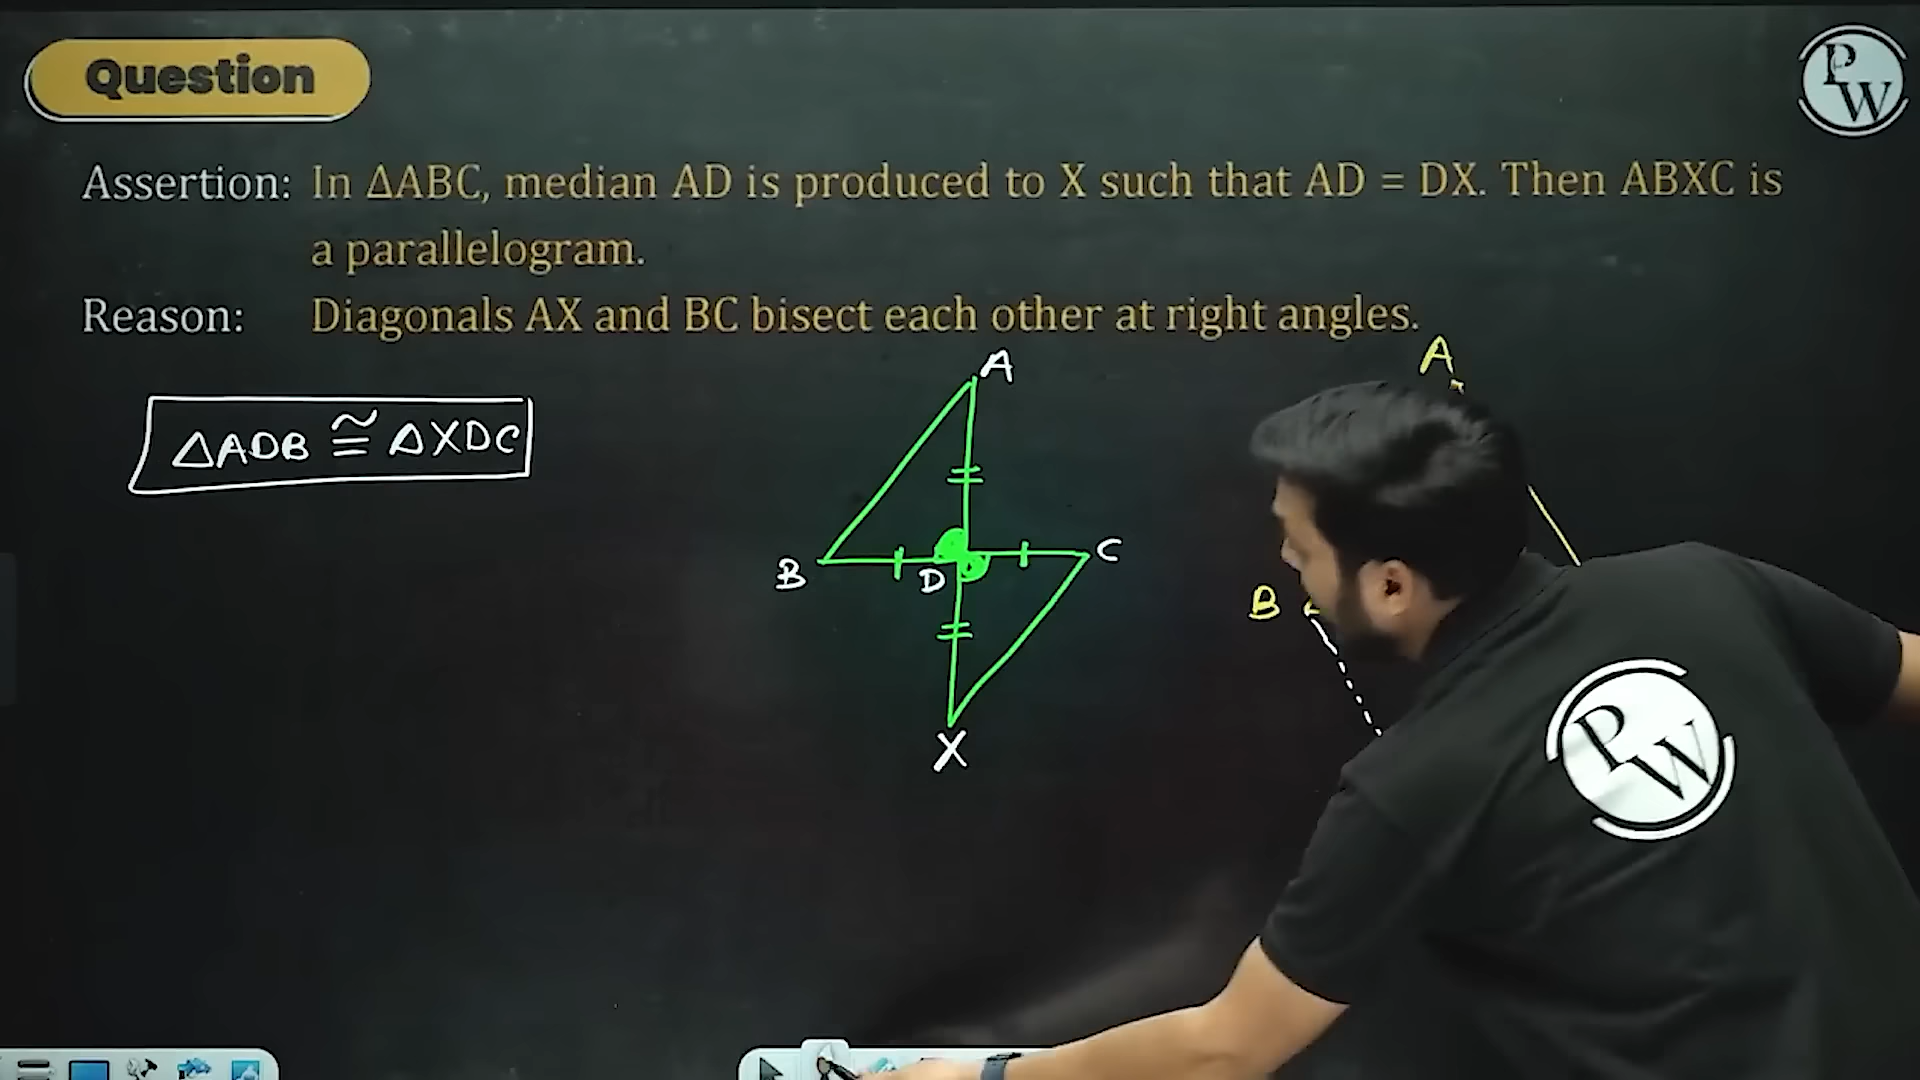 Question
PW
Assertion: In ΔABC, median AD is produced to X such that AD = DX. Then ABXC is
a parallelogram.
Reason: Diagonals AX and BC bisect each other at right angles.
A
A
ΔADB ≅ ΔXDC
B
D
C
B
X
PW